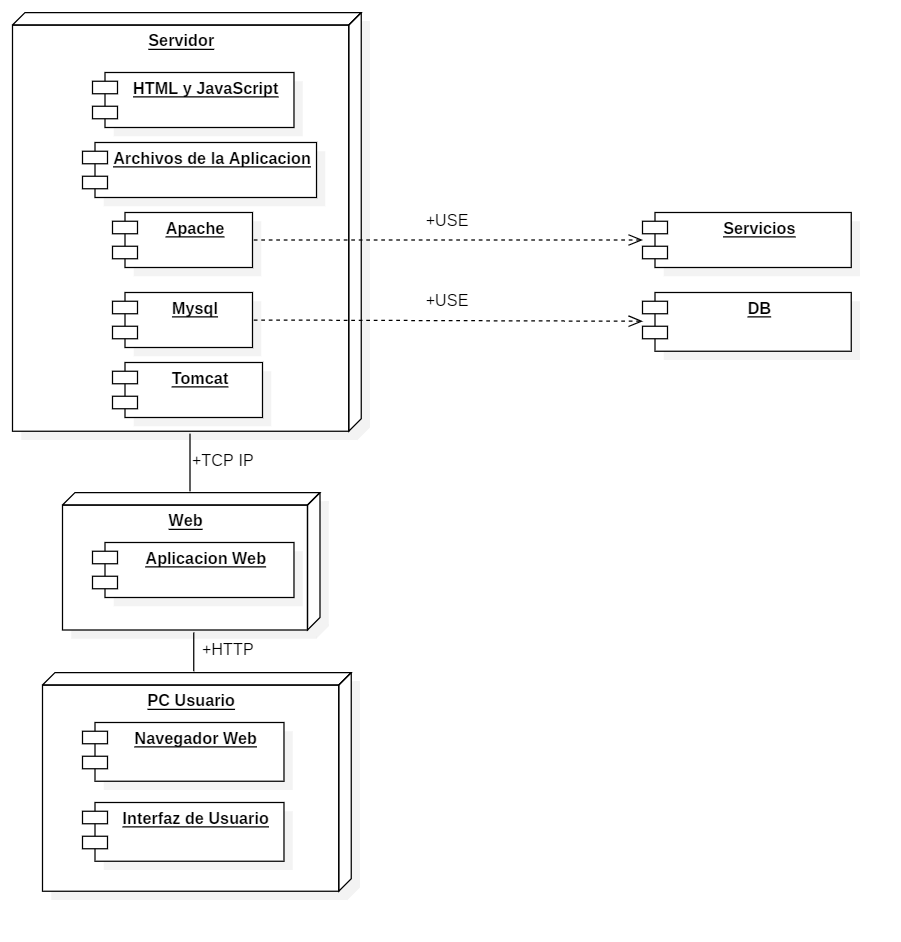 Servidor
HTML y JavaScript
Archivos de la Aplicacion
Apache
+USE
Servicios
Mysql
+USE
DB
Tomcat
+TCP IP
Web
Aplicacion Web
+HTTP
PC Usuario
Navegador Web
Interfaz de Usuario